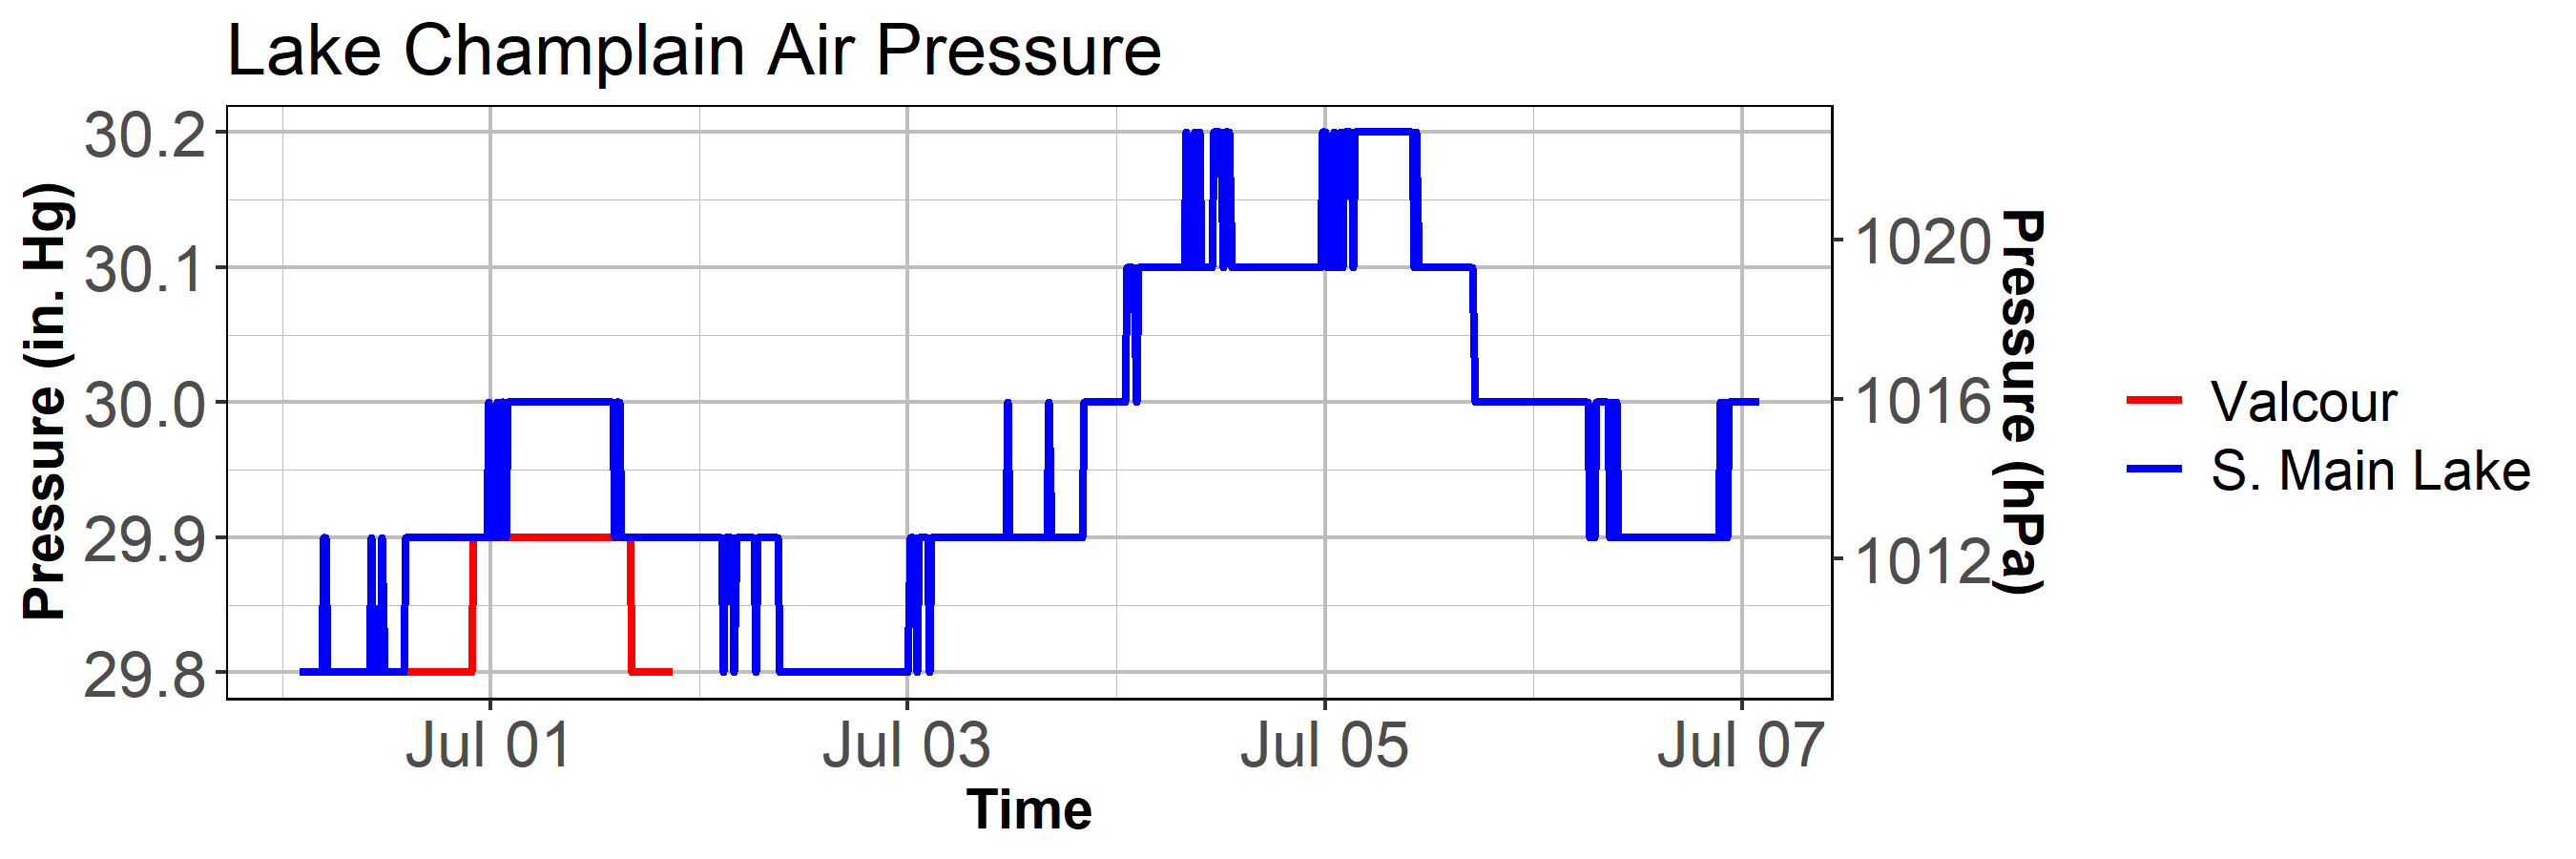 Lake Champlain Air Pressure
Pressure (in. Hg)
30.2
30.1
30.0
29.9
29.8
Jul 01 Jul 03 Jul 05 Jul 07
Time
1020
1016
1012
Pressure (hPa)
Valcour
S. Main Lake